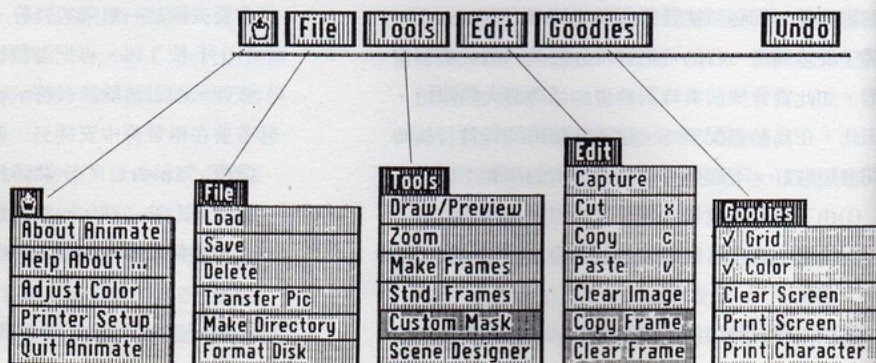 File Tools Edit Goodies Undo
About Animate
Help About ...
Adjust Color
Printer Setup
Quit Animate
File
Load
Save
Delete
Transfer Pic
Make Directory
Format Disk
Tools
Draw/Preview
Zoom
Make Frames
Stnd. Frames
Custom Mask
Scene Designer
Edit
Capture
Cut x
Copy c
Paste v
Clear Image
Copy Frame
Clear Frame
Goodies
√ Grid
√ Color
Clear Screen
Print Screen
Print Character